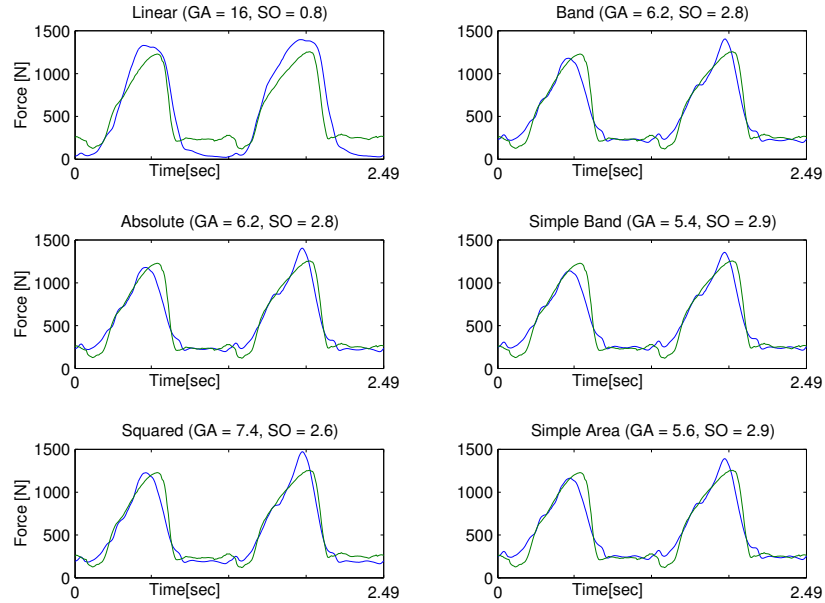 Linear (GA = 16, SO = 0.8)
1500
1000
500
0
Force [N]
0
Time[sec]
2.49
Band (GA = 6.2, SO = 2.8)
1500
1000
500
0
0
Time[sec]
2.49
Absolute (GA = 6.2, SO = 2.8)
1500
1000
500
0
Force [N]
0
Time[sec]
2.49
Simple Band (GA = 5.4, SO = 2.9)
1500
1000
500
0
0
Time[sec]
2.49
Squared (GA = 7.4, SO = 2.6)
1500
1000
500
0
Force [N]
0
Time[sec]
2.49
Simple Area (GA = 5.6, SO = 2.9)
1500
1000
500
0
0
Time[sec]
2.49